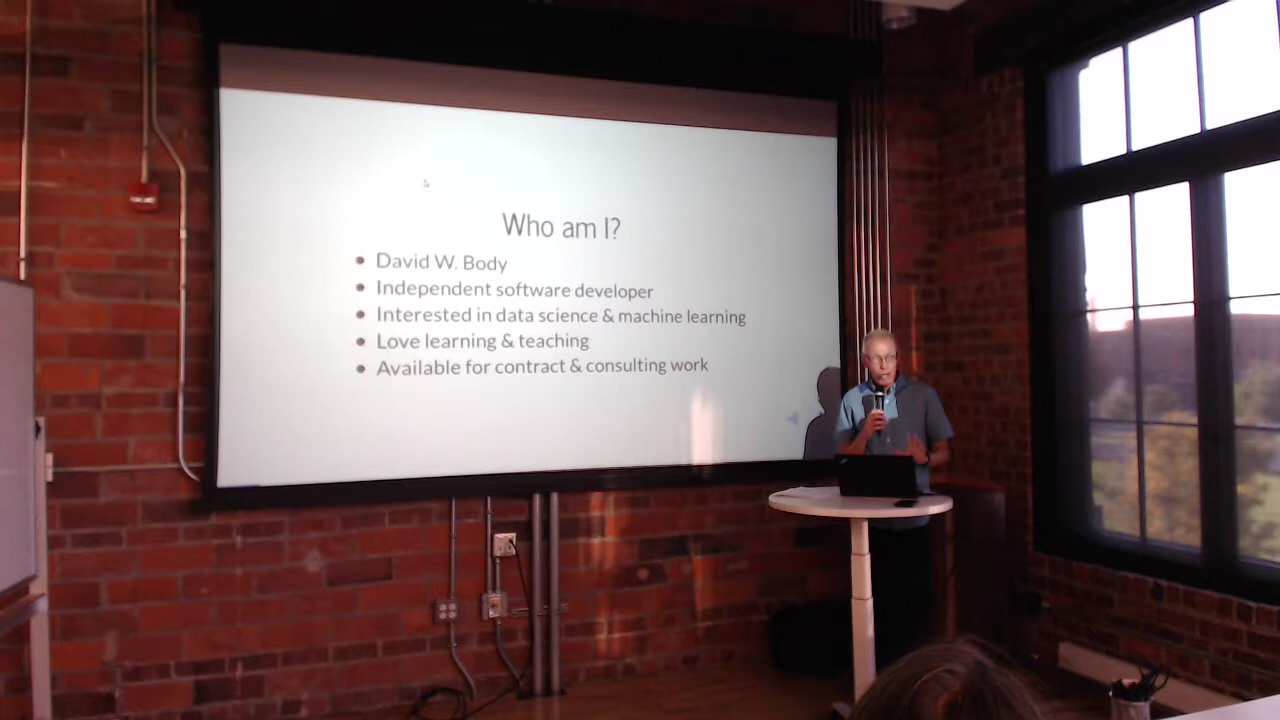 Who am I?
David W. Body
Independent software developer
Interested in data science & machine learning
Love learning & teaching
Available for contract & consulting work